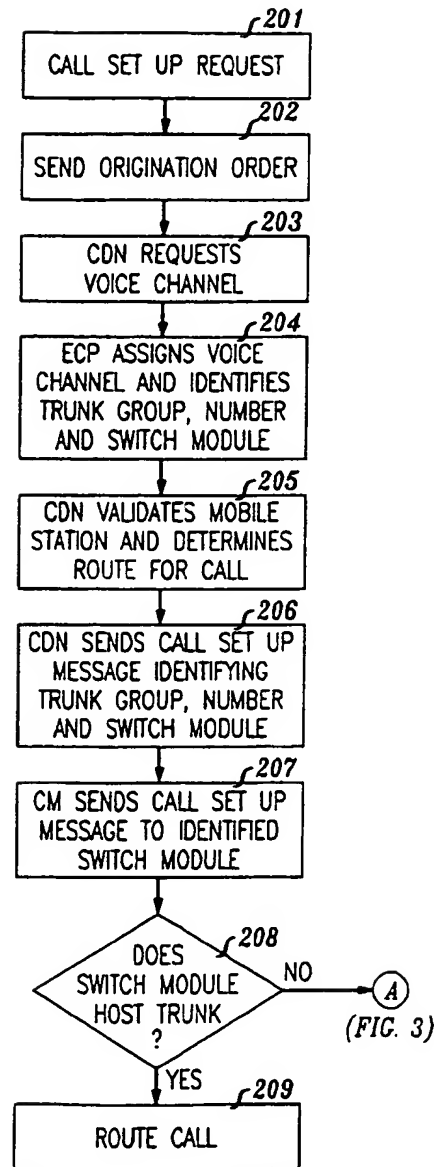 201
CALL SET UP REQUEST
202
SEND ORIGINATION ORDER
203
CDN REQUESTS
VOICE CHANNEL
204
ECP ASSIGNS VOICE
CHANNEL AND IDENTIFIES
TRUNK GROUP, NUMBER
AND SWITCH MODULE
205
CDN VALIDATES MOBILE
STATION AND DETERMINES
ROUTE FOR CALL
206
CDN SENDS CALL SET UP
MESSAGE IDENTIFYING
TRUNK GROUP, NUMBER
AND SWITCH MODULE
207
CM SENDS CALL SET UP
MESSAGE TO IDENTIFIED
SWITCH MODULE
208
DOES
SWITCH MODULE
HOST TRUNK
?
NO
A
(FIG. 3)
YES
209
ROUTE CALL